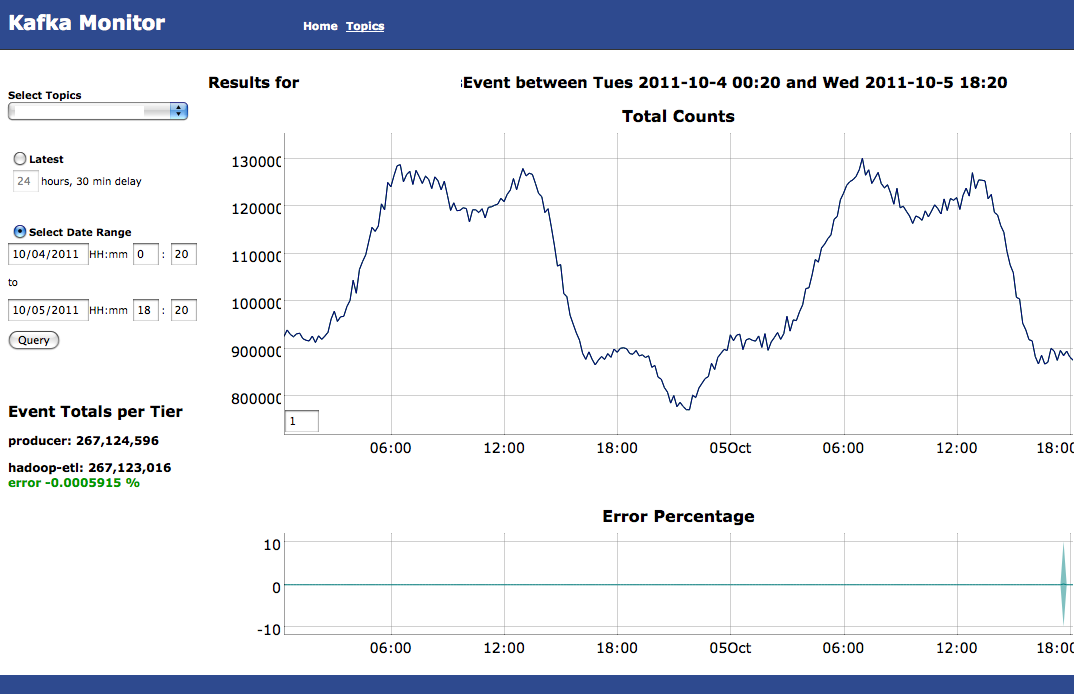 Kafka Monitor
Home Topics
Select Topics
Latest
24 hours, 30 min delay
Select Date Range
10/04/2011 HH:mm 0 : 20
to
10/05/2011 HH:mm 18 : 20
Query
Event Totals per Tier
producer: 267,124,596
hadoop-etl: 267,123,016
error -0.0005915 %
Results for sEvent between Tues 2011-10-4 00:20 and Wed 2011-10-5 18:20
Total Counts
130000
120000
110000
100000
900000
800000
1
06:00 12:00 18:00 05Oct 06:00 12:00 18:00
Error Percentage
10
0
-10
06:00 12:00 18:00 05Oct 06:00 12:00 18:00